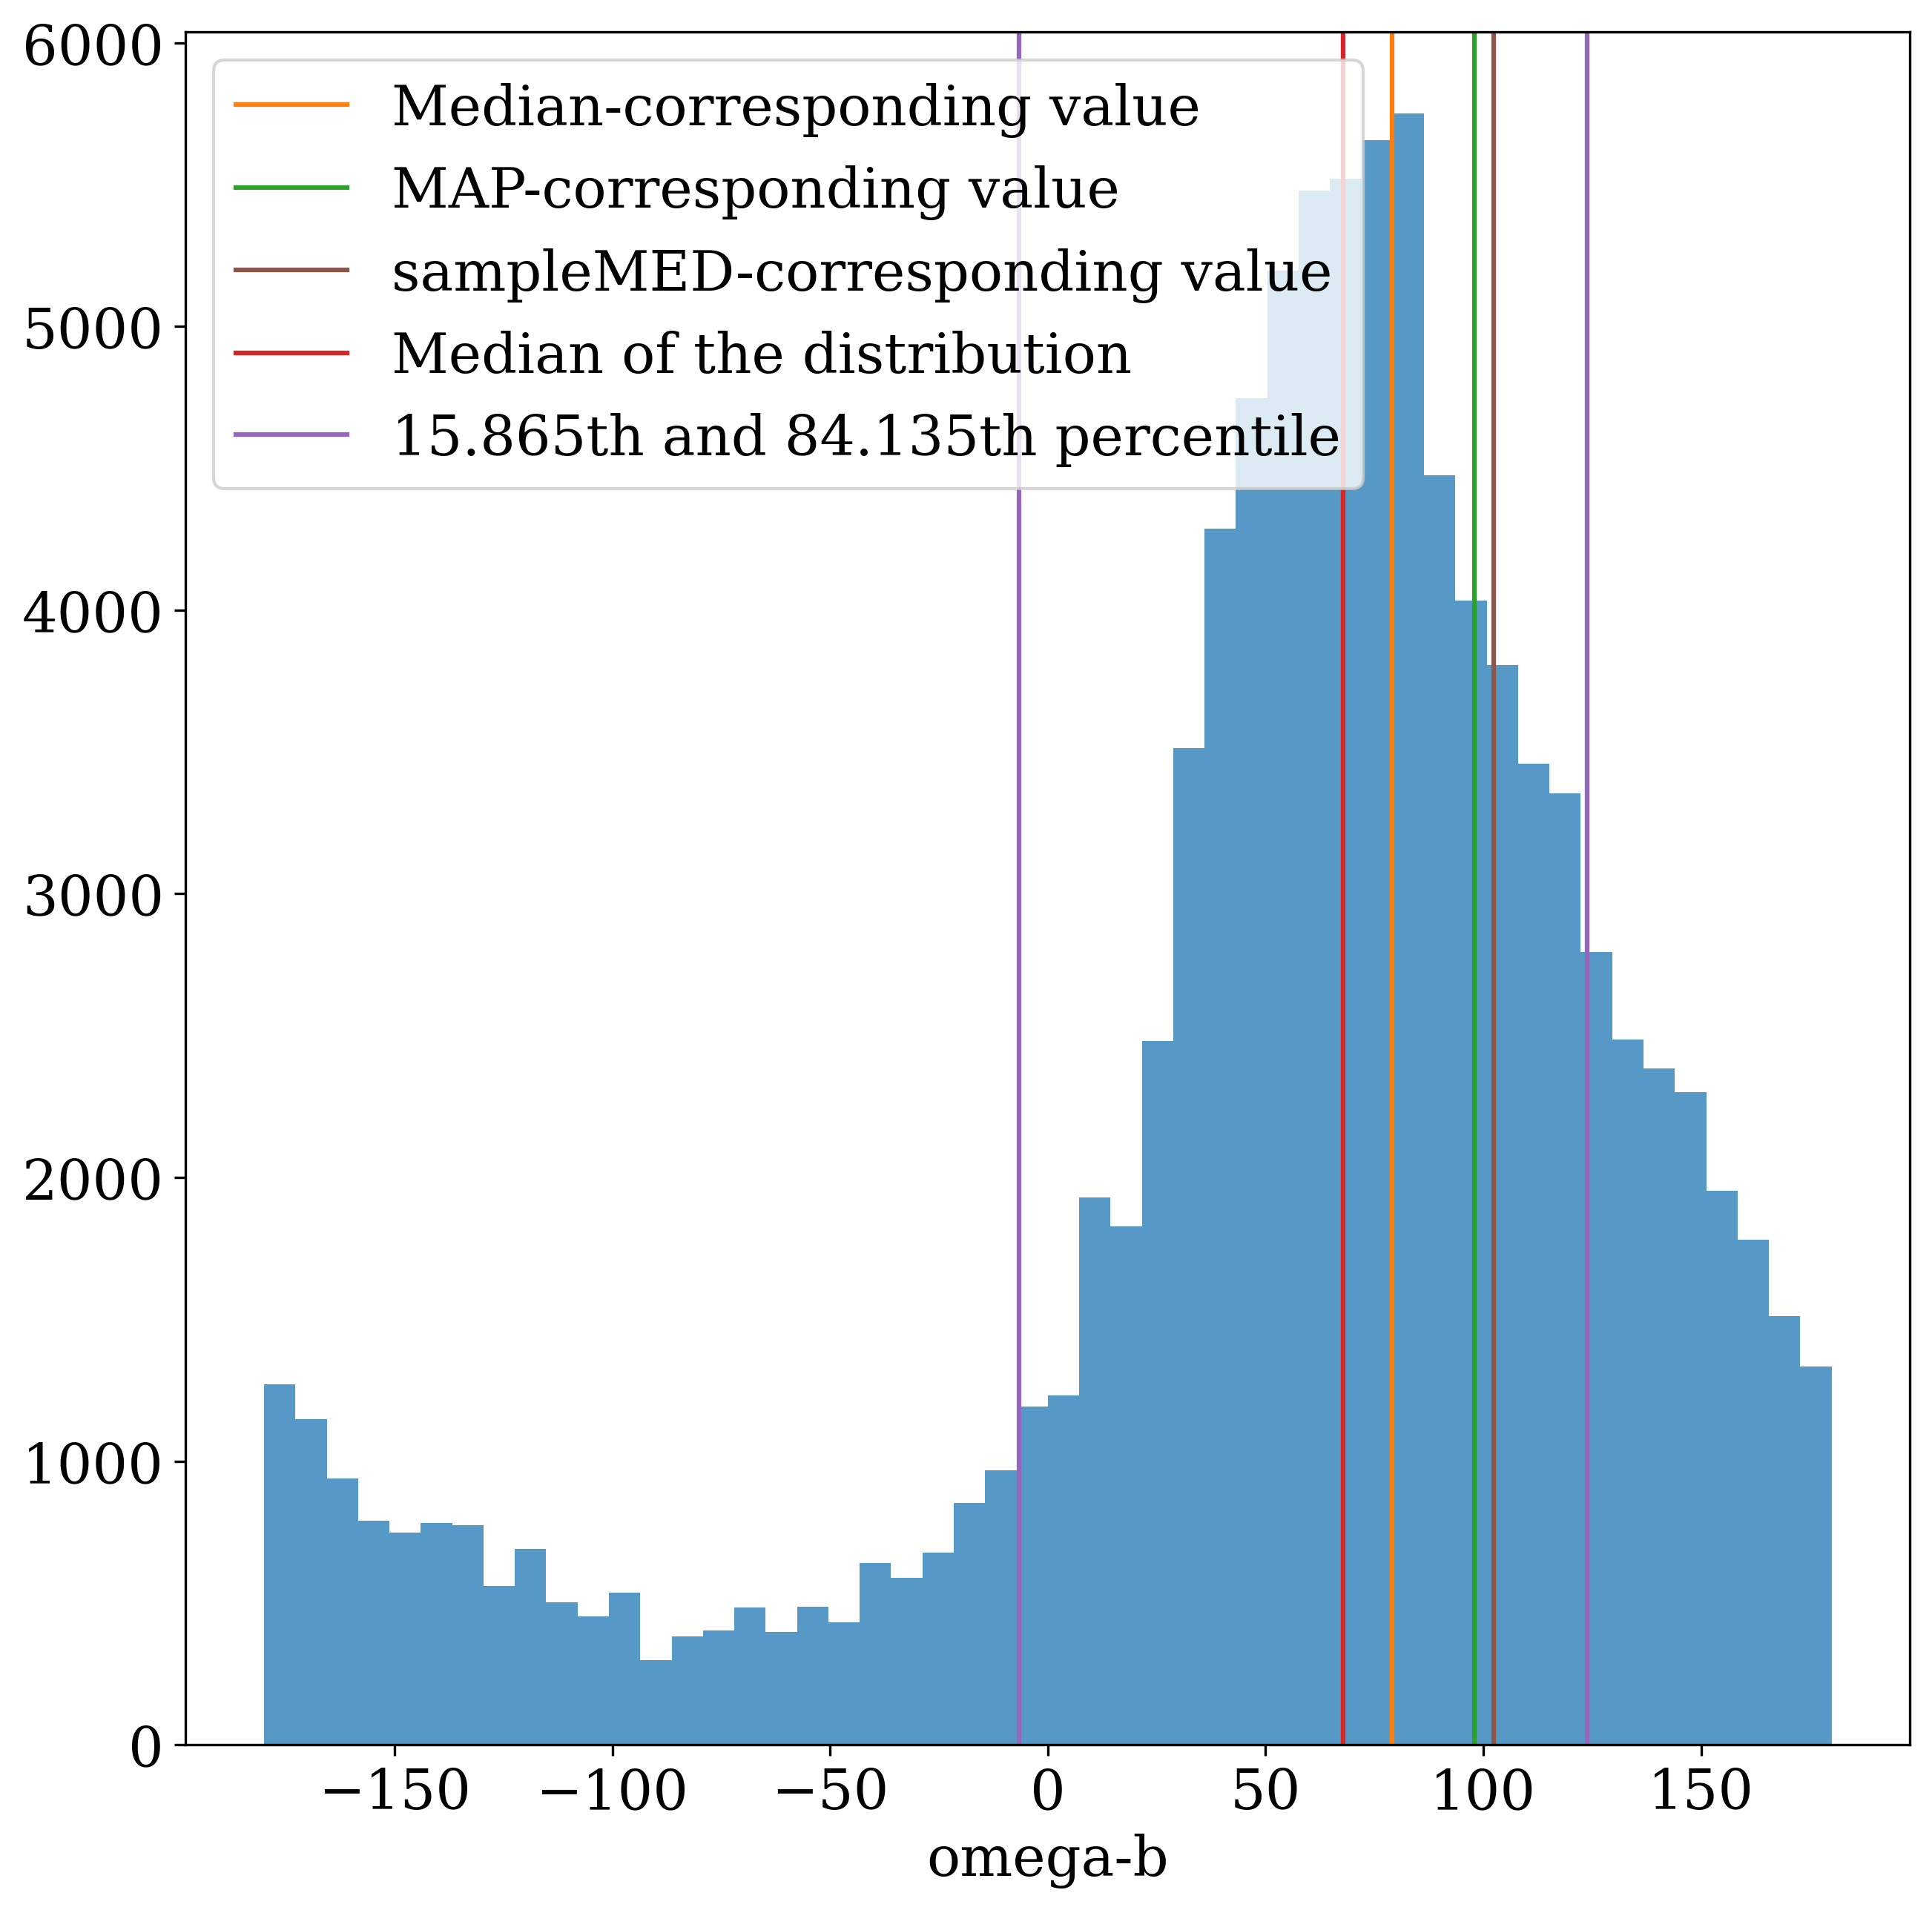 6000
5000
4000
3000
2000
1000
0
Median-corresponding value
MAP-corresponding value
sampleMED-corresponding value
Median of the distribution
15.865th and 84.135th percentile
−150 −100 −50 0 50 100 150
omega-b